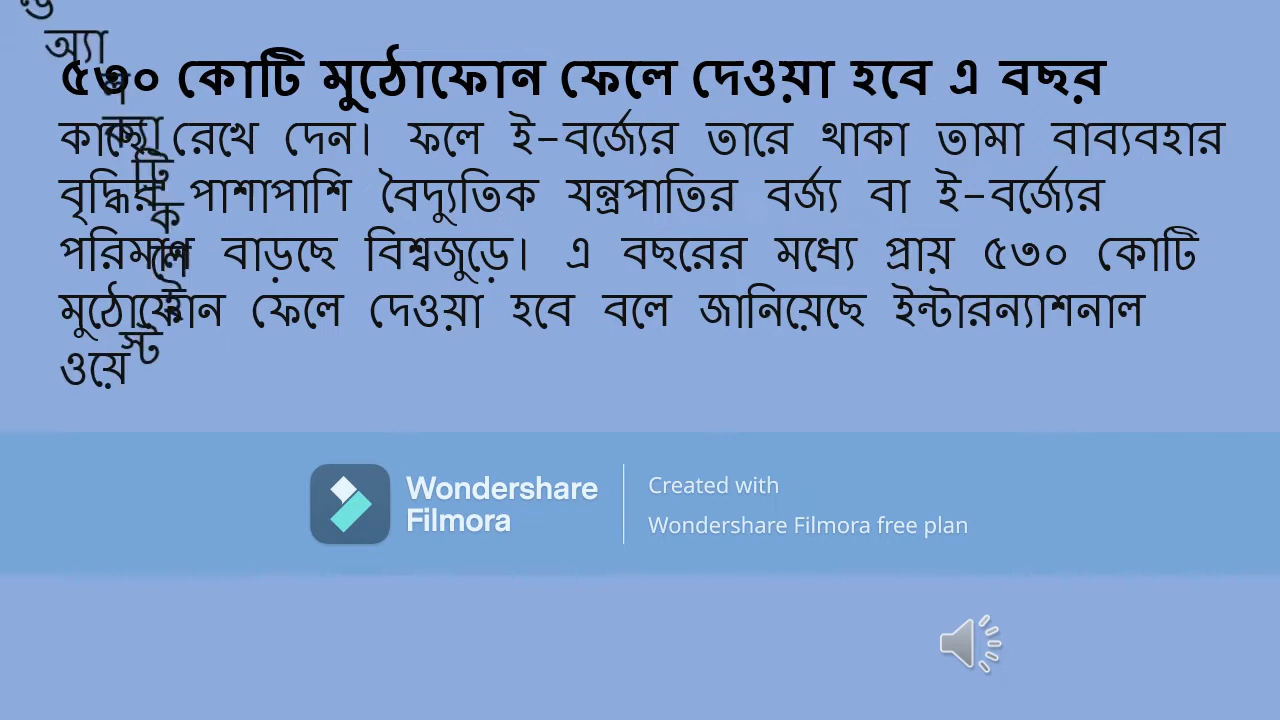 ৫৩০ কোটি মুঠোফোন ফেলে দেওয়া হবে এ বছর
কাছে রেখে দেন। ফলে ই-বর্জ্যের তারে থাকা তামা বাব্যবহার
বৃদ্ধির পাশাপাশি বৈদ্যুতিক যন্ত্রপাতির বর্জ্য বা ই-বর্জ্যের
পরিমাণ বাড়ছে বিশ্বজুড়ে। এ বছরের মধ্যে প্রায় ৫৩০ কোটি
মুঠোফোন ফেলে দেওয়া হবে বলে জানিয়েছে ইন্টারন্যাশনাল
ওয়ে
Wondershare
Filmora
Created with
Wondershare Filmora free plan